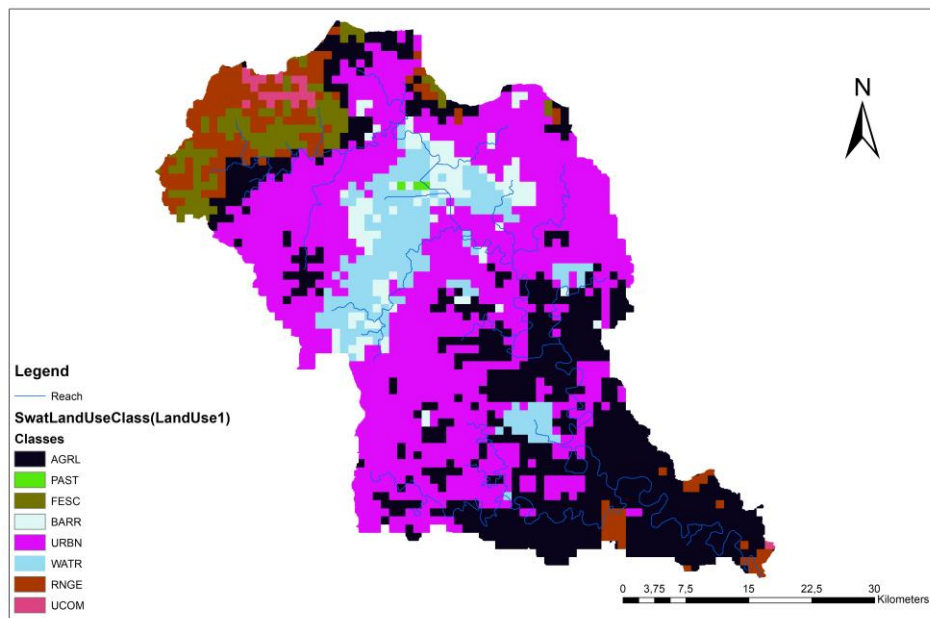 N
Legend
Reach
SwatLandUseClass(LandUse1)
Classes
AGRL
PAST
FESC
BARR
URBN
WATR
RNGE
UCOM
0 3,75 7,5 15 22,5 30
Kilometers